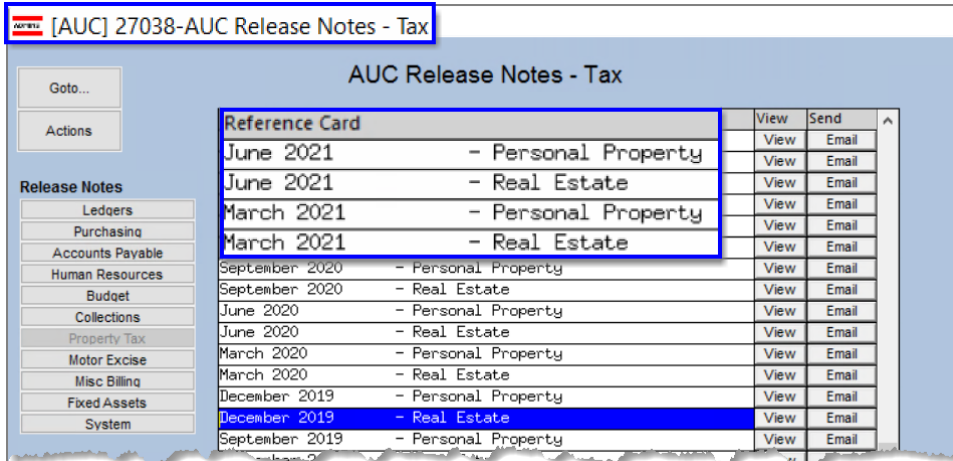 [AUC] 27038-AUC Release Notes - Tax
AUC Release Notes - Tax
Goto...
Actions
Release Notes
Ledgers
Purchasing
Accounts Payable
Human Resources
Budget
Collections
Property Tax
Motor Excise
Misc Billing
Fixed Assets
System
Reference Card View Send
June 2021 - Personal Property View Email
June 2021 - Real Estate View Email
March 2021 - Personal Property View Email
March 2021 - Real Estate View Email
View Email
View Email
September 2020 - Personal Property View Email
September 2020 - Real Estate View Email
June 2020 - Personal Property View Email
June 2020 - Real Estate View Email
March 2020 - Personal Property View Email
March 2020 - Real Estate View Email
December 2019 - Personal Property View Email
December 2019 - Real Estate View Email
September 2019 - Personal Property View Email